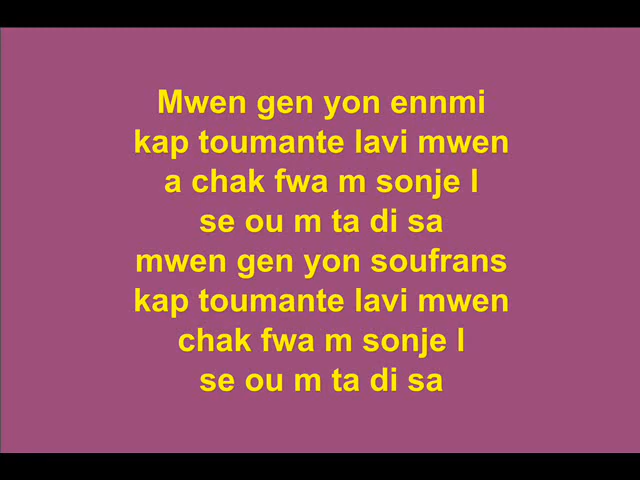 Mwen gen yon ennmi
kap toumante lavi mwen
a chak fwa m sonje l
se ou m ta di sa
mwen gen yon soufrans
kap toumante lavi mwen
chak fwa m sonje l
se ou m ta di sa